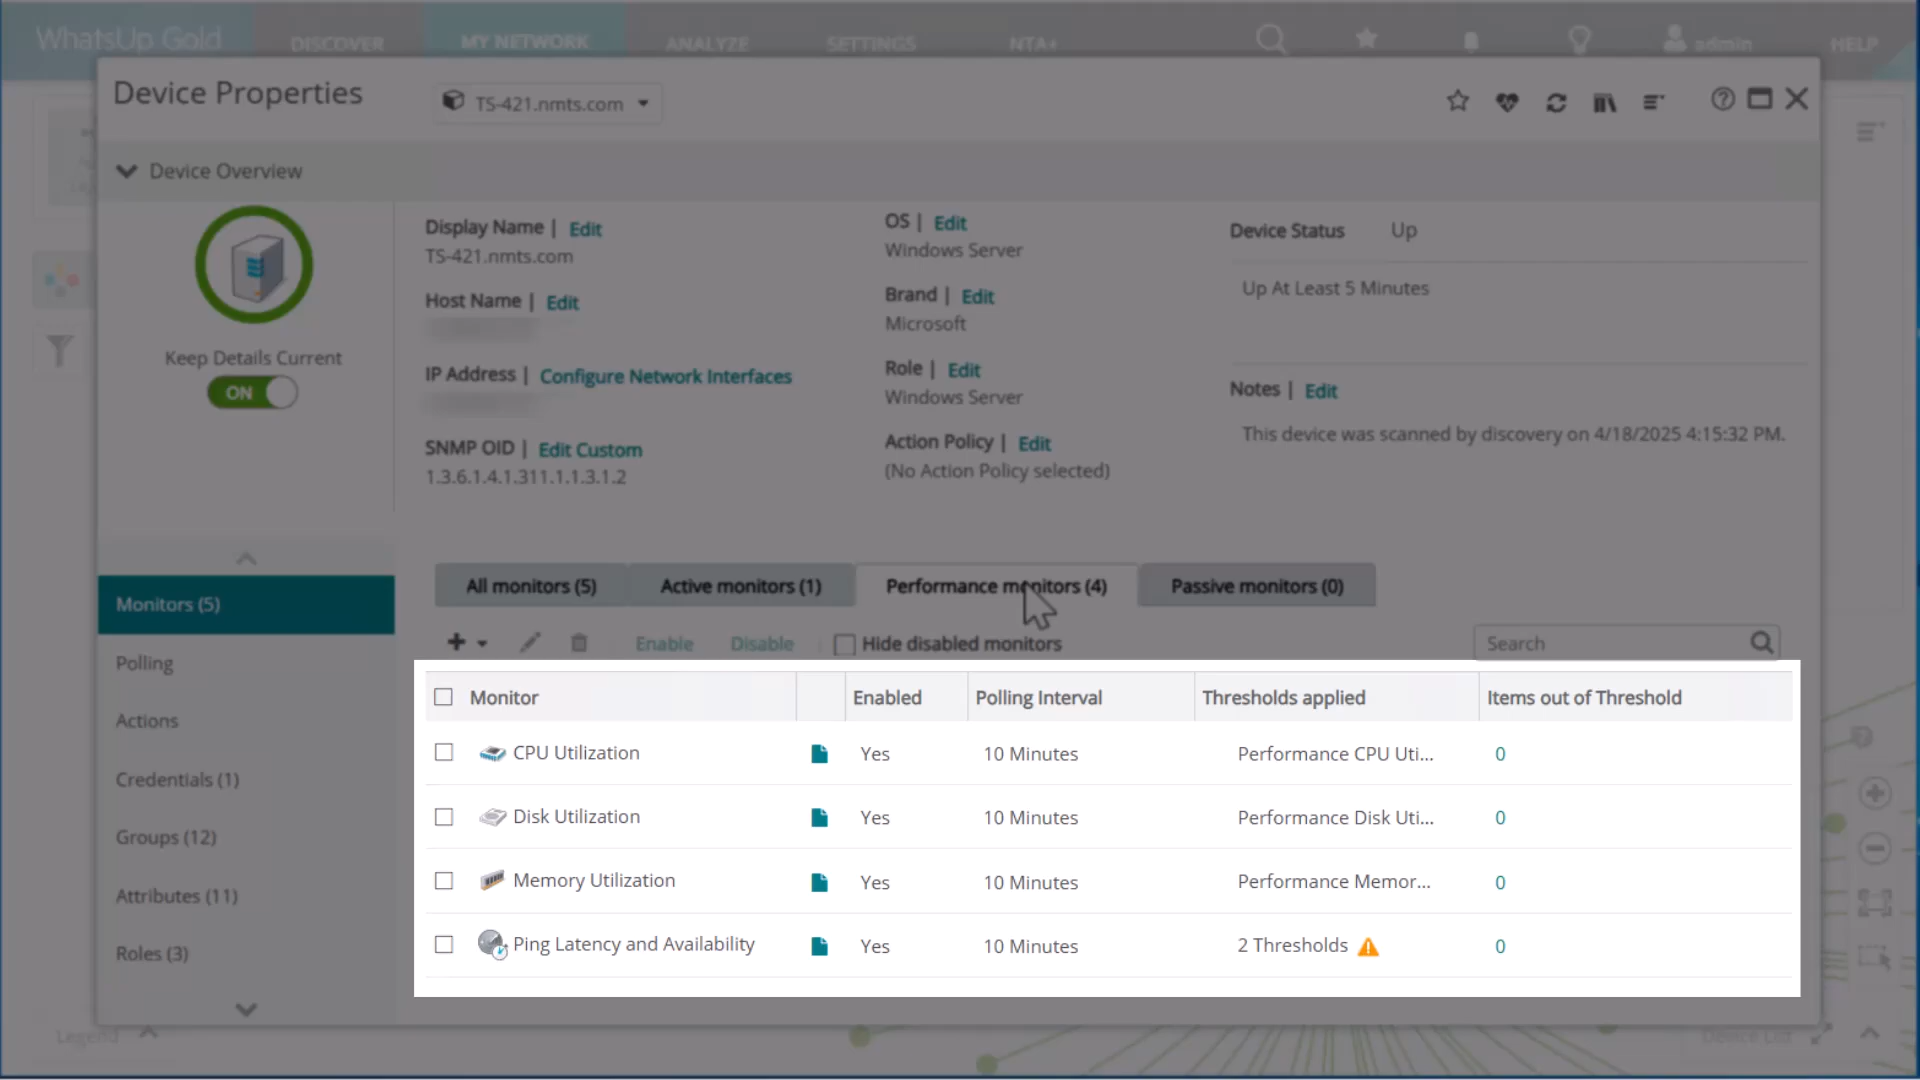 WhatsUp Gold
DISCOVER
MY NETWORK
ANALYZE
SETTINGS
NTA+
admin
HELP
Device Properties
TS-421.nmts.com
Device Overview
Keep Details Current
ON
Display Name | Edit
TS-421.nmts.com
Host Name | Edit
IP Address | Configure Network Interfaces
SNMP OID | Edit Custom
1.3.6.1.4.1.311.1.1.3.1.2
OS | Edit
Windows Server
Brand | Edit
Microsoft
Role | Edit
Windows Server
Action Policy | Edit
(No Action Policy selected)
Device Status Up
Up At Least 5 Minutes
Notes | Edit
This device was scanned by discovery on 4/18/2025 4:15:32 PM.
Monitors (5)
Polling
Actions
Credentials (1)
Groups (12)
Attributes (11)
Roles (3)
All monitors (5)
Active monitors (1)
Performance monitors (4)
Passive monitors (0)
Enable
Disable
Hide disabled monitors
Search
Monitor Enabled Polling Interval Thresholds applied Items out of Threshold
CPU Utilization Yes 10 Minutes Performance CPU Uti... 0
Disk Utilization Yes 10 Minutes Performance Disk Uti... 0
Memory Utilization Yes 10 Minutes Performance Memor... 0
Ping Latency and Availability Yes 10 Minutes 2 Thresholds 0
Legend
Device List